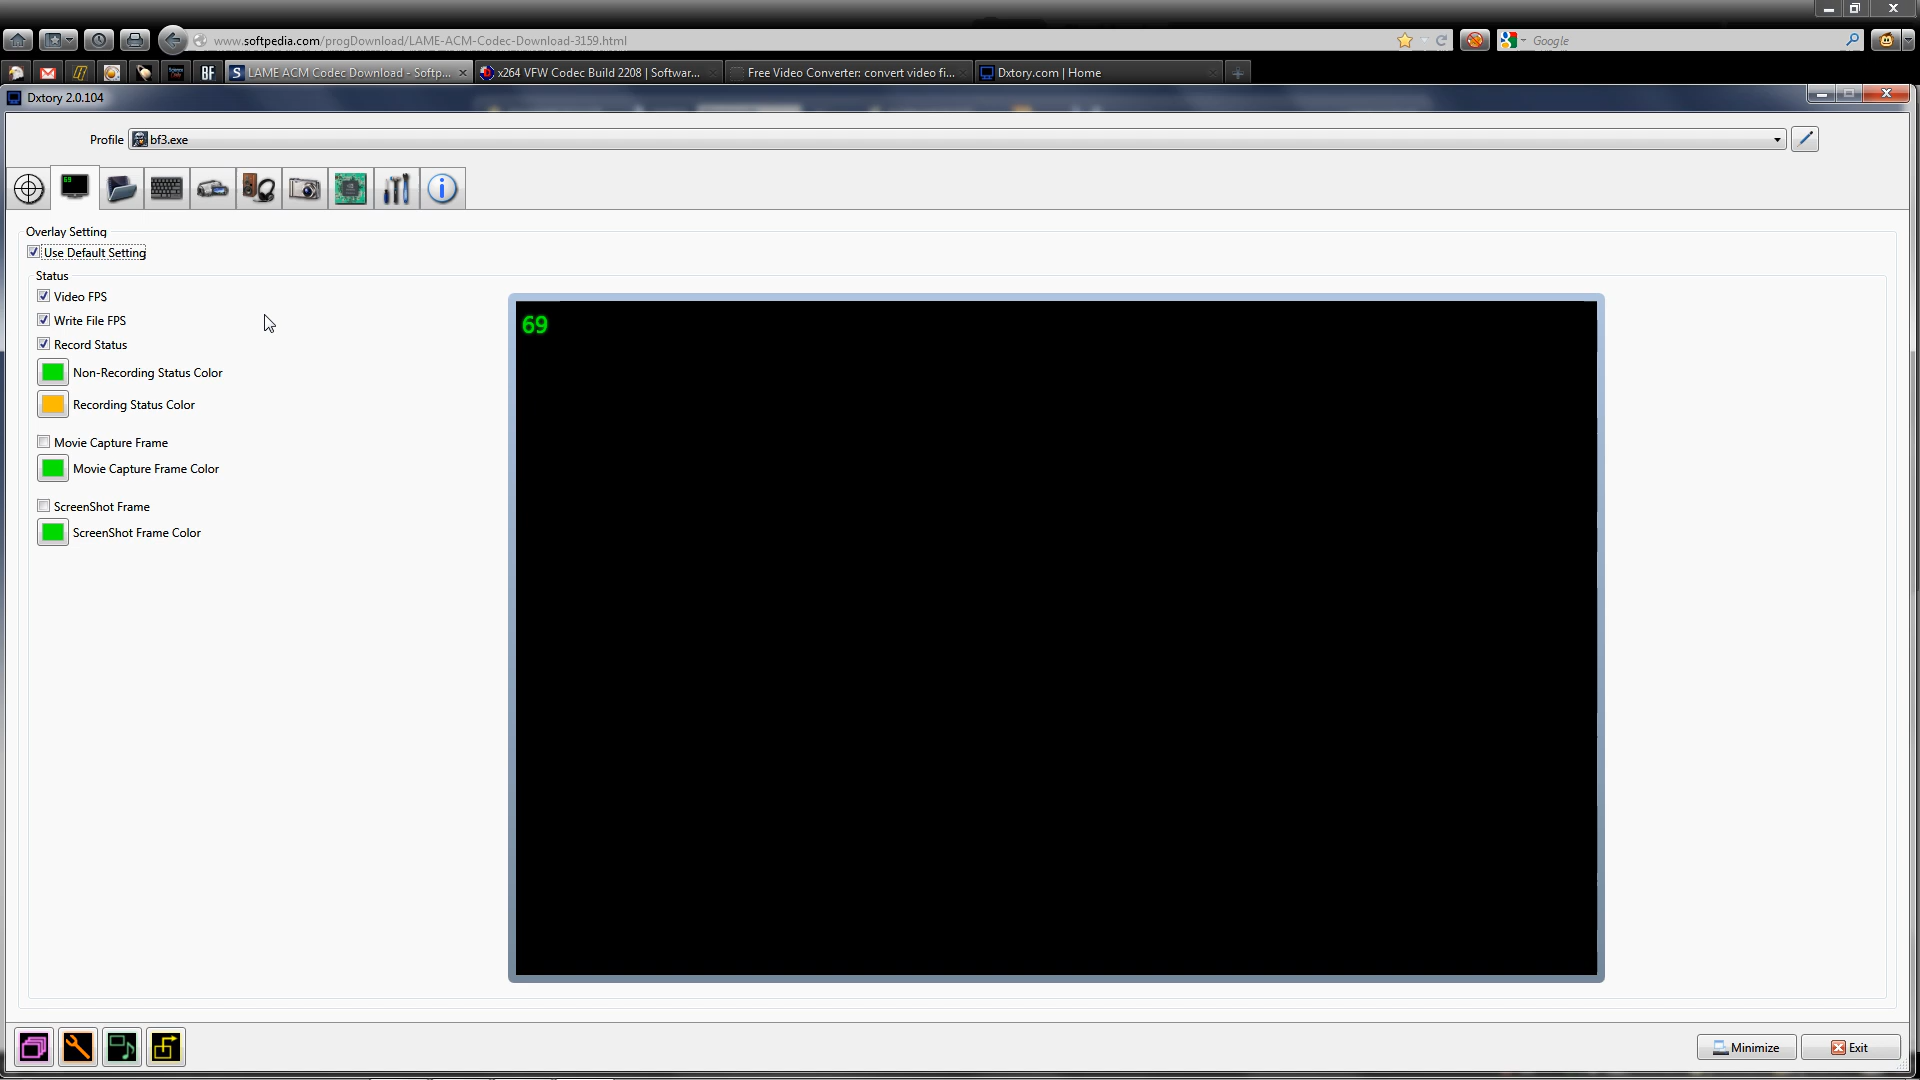 www.softpedia.com/progDownload/LAME-ACM-Codec-Download-3159.html
Google
BF
S LAME ACM Codec Download - Softp...
x264 VFW Codec Build 2208 | Softwar...
Free Video Converter: convert video fi...
Dxtory.com | Home
Dxtory 2.0.104
Profile
bf3.exe
Overlay Setting
Use Default Setting
Status
Video FPS
Write File FPS
Record Status
Non-Recording Status Color
Recording Status Color
Movie Capture Frame
Movie Capture Frame Color
ScreenShot Frame
ScreenShot Frame Color
69
Minimize
Exit